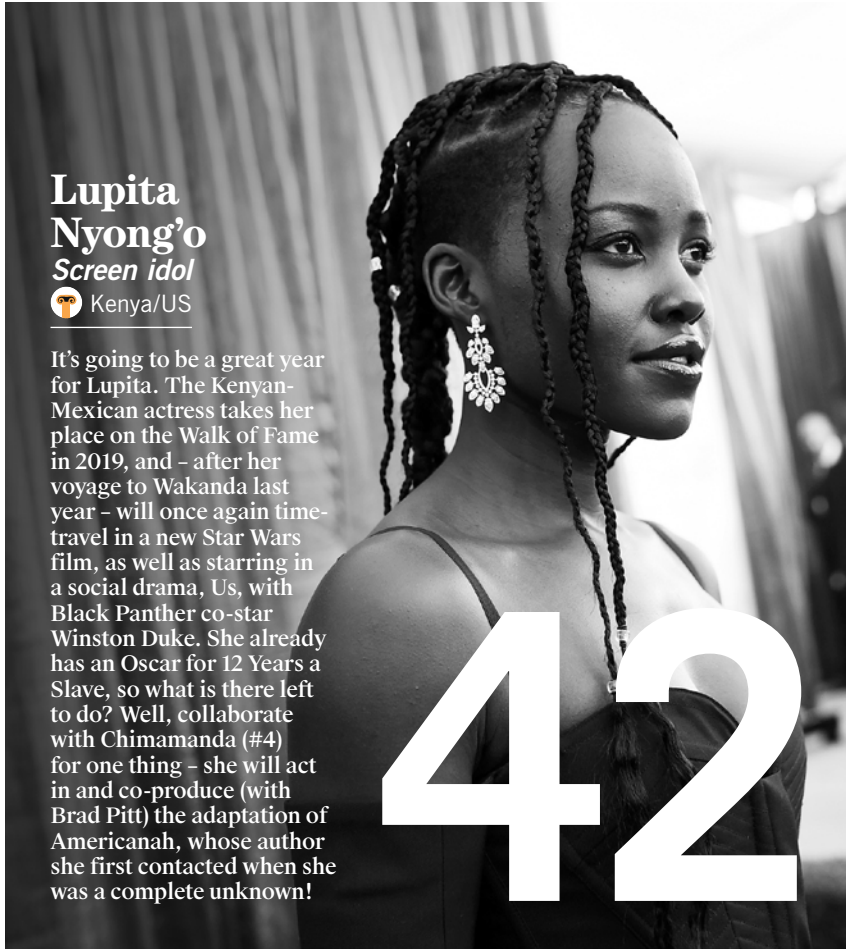 Lupita
Nyong’o
Screen idol
Kenya/US
It’s going to be a great year
for Lupita. The Kenyan-
Mexican actress takes her
place on the Walk of Fame
in 2019, and – after her
voyage to Wakanda last
year – will once again time-
travel in a new Star Wars
film, as well as starring in
a social drama, Us, with
Black Panther co-star
Winston Duke. She already
has an Oscar for 12 Years a
Slave, so what is there left
to do? Well, collaborate
with Chimamanda (#4)
for one thing – she will act
in and co-produce (with
Brad Pitt) the adaptation of
Americanah, whose author
she first contacted when she
was a complete unknown!
42